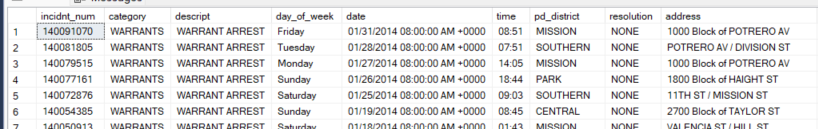 incidnt_num category descript day_of_week date time pd_district resolution address
1 140091070 WARRANTS WARRANT ARREST Friday 01/31/2014 08:00:00 AM +0000 08:51 MISSION NONE 1000 Block of POTRERO AV
2 140081805 WARRANTS WARRANT ARREST Tuesday 01/28/2014 08:00:00 AM +0000 07:51 SOUTHERN NONE POTRERO AV / DIVISION ST
3 140079515 WARRANTS WARRANT ARREST Monday 01/27/2014 08:00:00 AM +0000 14:05 MISSION NONE 1000 Block of POTRERO AV
4 140077161 WARRANTS WARRANT ARREST Sunday 01/26/2014 08:00:00 AM +0000 18:44 PARK NONE 1800 Block of HAIGHT ST
5 140072876 WARRANTS WARRANT ARREST Saturday 01/25/2014 08:00:00 AM +0000 09:03 SOUTHERN NONE 11TH ST / MISSION ST
6 140054385 WARRANTS WARRANT ARREST Sunday 01/19/2014 08:00:00 AM +0000 08:45 CENTRAL NONE 2700 Block of TAYLOR ST
7 140050913 WARRANTS WARRANT ARREST Saturday 01/18/2014 08:00:00 AM +0000 01:43 MISSION NONE VALENCIA ST / HILL ST